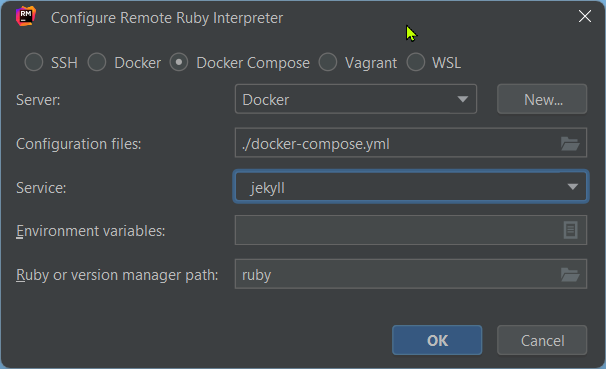 RM Configure Remote Ruby Interpreter
SSH Docker Docker Compose Vagrant WSL
Server: Docker New...
Configuration files: ./docker-compose.yml
Service: jekyll
Environment variables:
Ruby or version manager path: ruby
OK Cancel